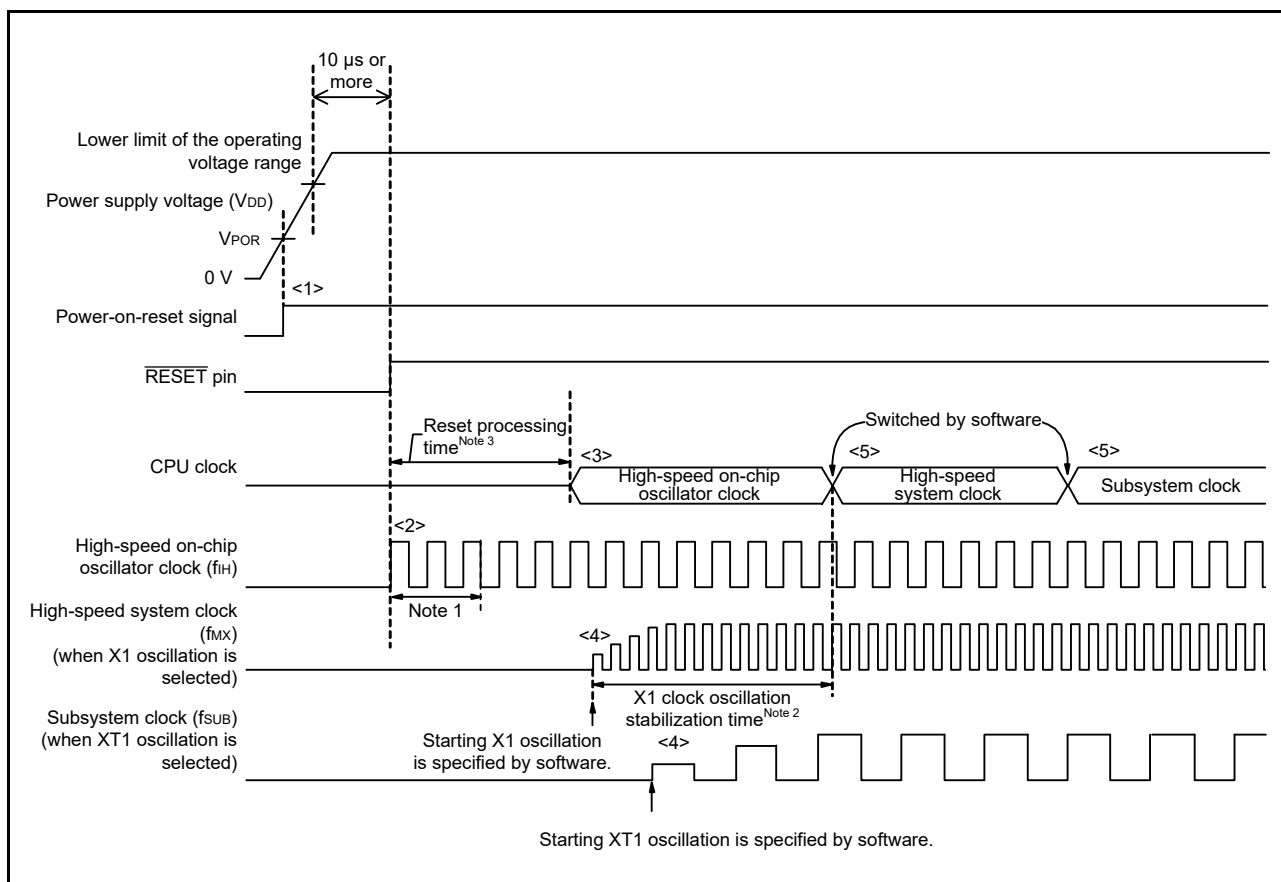 10 µs or
more
Lower limit of the operating
voltage range
Power supply voltage (VDD)
VPOR
0 V
<1>
Power-on-reset signal
RESET pin
Reset processing
timeNote 3
Switched by software
CPU clock
<3>
<5>
<5>
High-speed on-chip
oscillator clock
High-speed
system clock
Subsystem clock
<2>
High-speed on-chip
oscillator clock (fIH)
Note 1
High-speed system clock
(fMX)
(when X1 oscillation is
selected)
<4>
X1 clock oscillation
stabilization timeNote 2
Subsystem clock (fSUB)
(when XT1 oscillation is
selected)
Starting X1 oscillation
is specified by software.
<4>
Starting XT1 oscillation is specified by software.